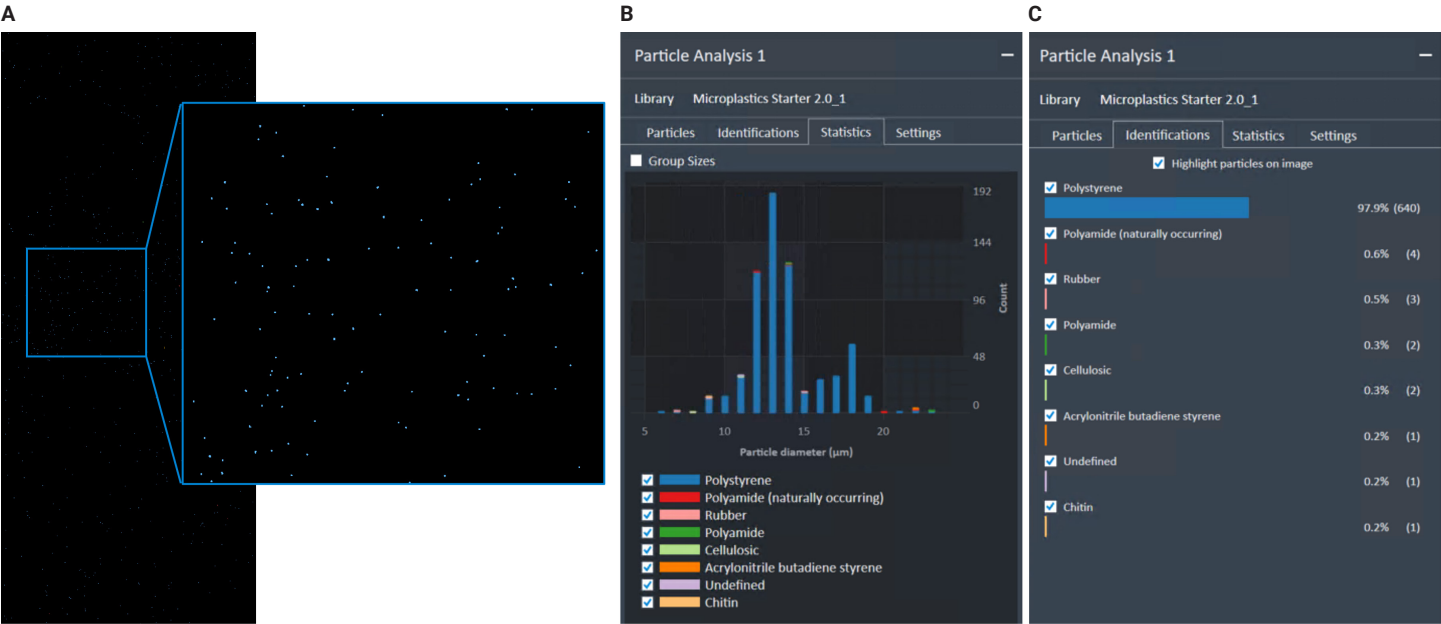 A
B
C
Particle Analysis 1
Library Microplastics Starter 2.0_1
Particles Identifications Statistics Settings
Group Sizes
192
144
96
48
0
Count
5 10 15 20
Particle diameter (µm)
Polystyrene
Polyamide (naturally occurring)
Rubber
Polyamide
Cellulosic
Acrylonitrile butadiene styrene
Undefined
Chitin
Particle Analysis 1
Library Microplastics Starter 2.0_1
Particles Identifications Statistics Settings
Highlight particles on image
Polystyrene
97.9% (640)
Polyamide (naturally occurring)
0.6% (4)
Rubber
0.5% (3)
Polyamide
0.3% (2)
Cellulosic
0.3% (2)
Acrylonitrile butadiene styrene
0.2% (1)
Undefined
0.2% (1)
Chitin
0.2% (1)